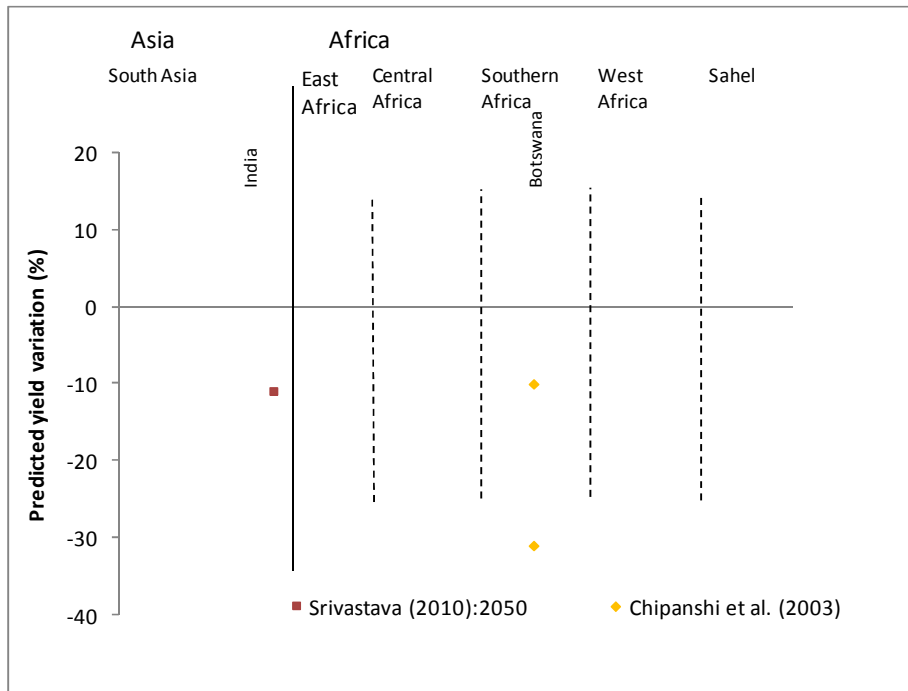 Asia
Africa
South Asia
East
Africa
Central
Africa
Southern
Africa
West
Africa
Sahel
India
Botswana
20
10
0
-10
-20
-30
-40
Predicted yield variation (%)
Srivastava (2010):2050
Chipanshi et al. (2003)